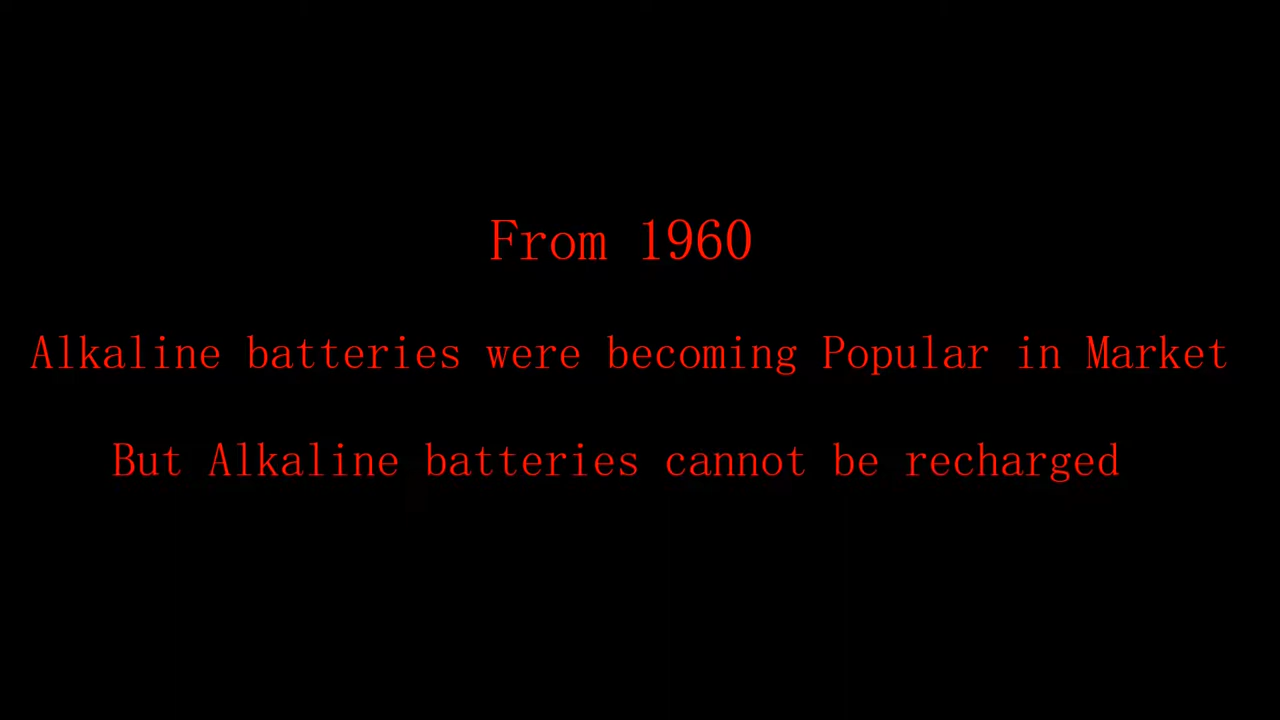 From 1960
Alkaline batteries were becoming Popular in Market
But Alkaline batteries cannot be recharged